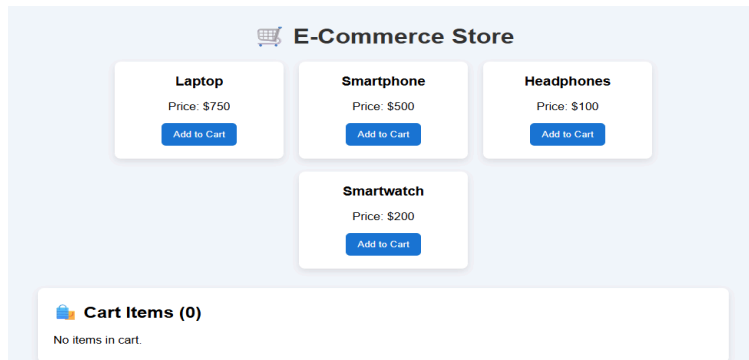 E-Commerce Store
Laptop
Price: $750
Add to Cart
Smartphone
Price: $500
Add to Cart
Headphones
Price: $100
Add to Cart
Smartwatch
Price: $200
Add to Cart
Cart Items (0)
No items in cart.